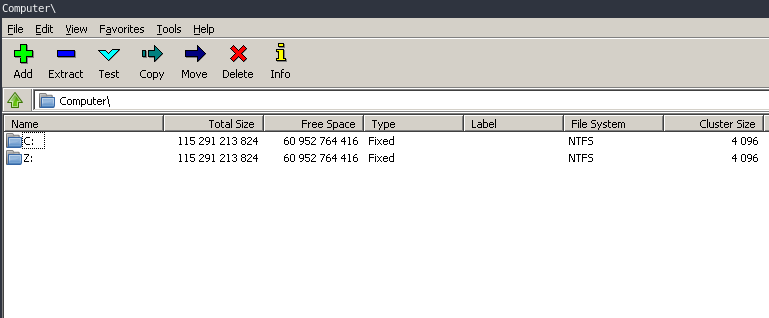 Computer\
File Edit View Favorites Tools Help
Add Extract Test Copy Move Delete Info
Computer\
Name Total Size Free Space Type Label File System Cluster Size
C: 115 291 213 824 60 952 764 416 Fixed NTFS 4 096
Z: 115 291 213 824 60 952 764 416 Fixed NTFS 4 096